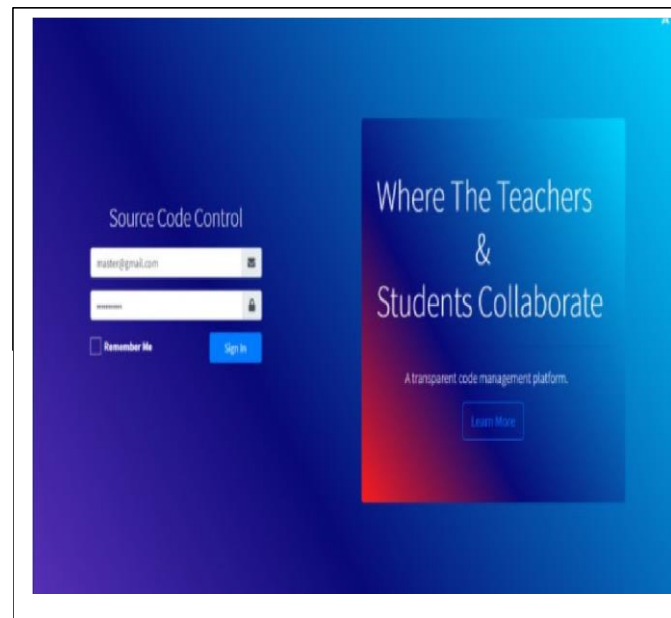 Source Code Control
master@gmail.com
Remember Me
Sign In
Where The Teachers
&
Students Collaborate
A transparent code management platform.
Learn More